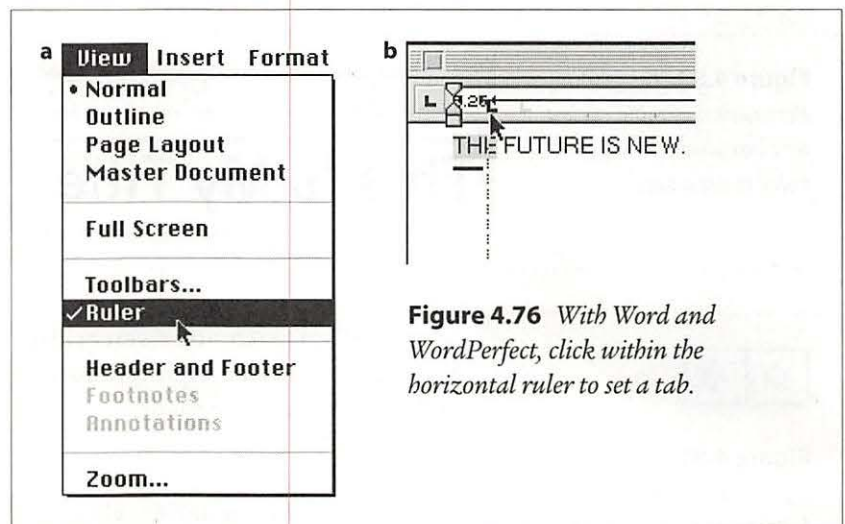 a
View Insert Format
• Normal
Outline
Page Layout
Master Document
Full Screen
Toolbars...
✓Ruler
Header and Footer
Footnotes
Annotations
Zoom...
b
THE FUTURE IS NEW.
Figure 4.76 With Word and
WordPerfect, click within the
horizontal ruler to set a tab.